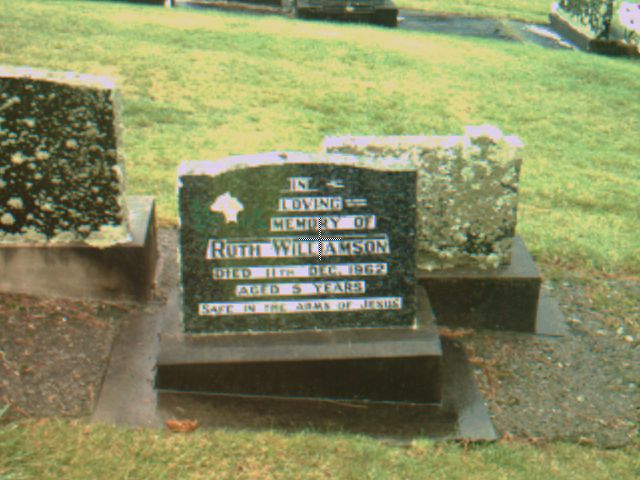 IN
LOVING
MEMORY OF
RUTH WILLIAMSON
DIED 11TH DEC. 1962
AGED 5 YEARS
SAFE IN THE ARMS OF JESUS